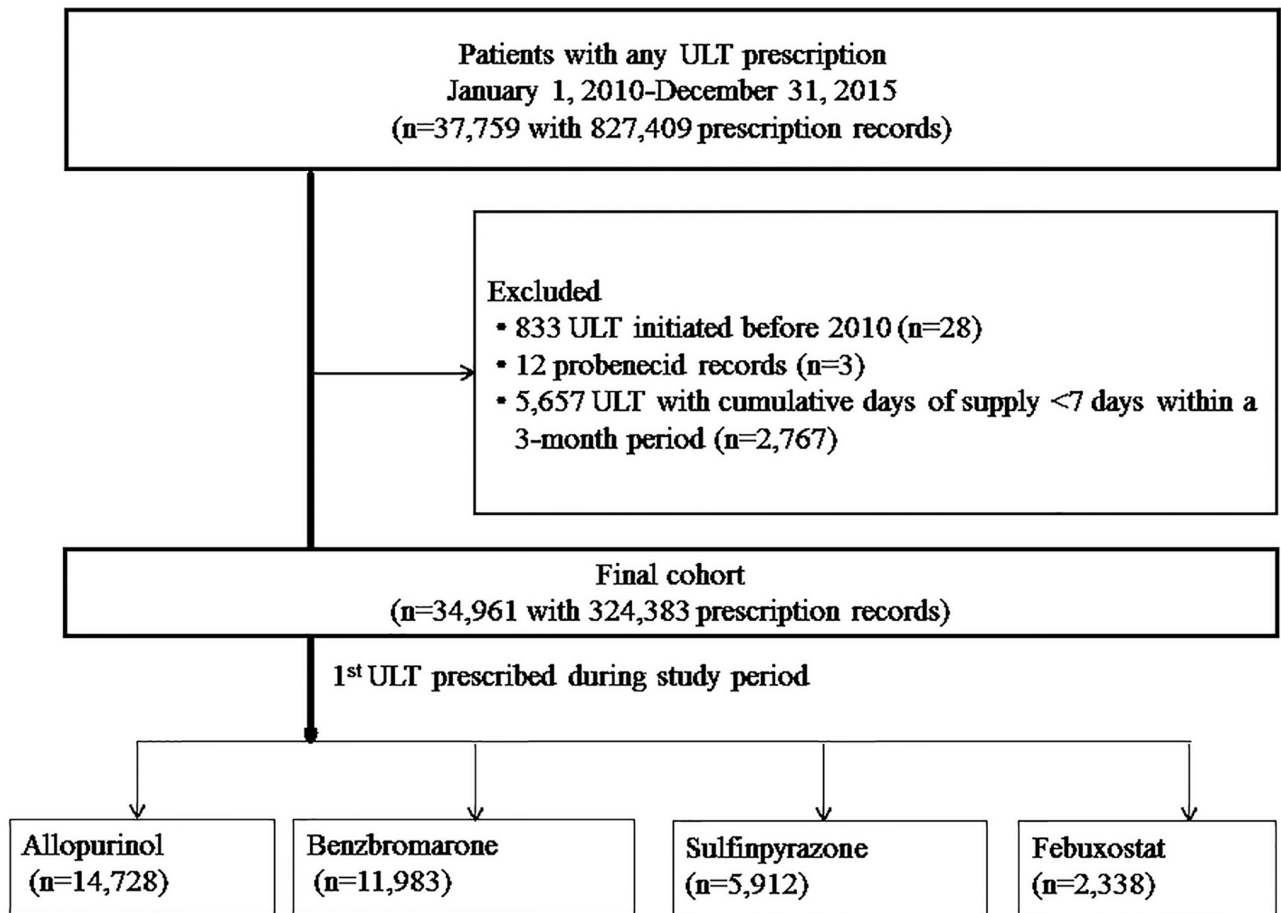 Patients with any ULT prescription
January 1, 2010-December 31, 2015
(n=37,759 with 827,409 prescription records)
Excluded
▪ 833 ULT initiated before 2010 (n=28)
▪ 12 probenecid records (n=3)
▪ 5,657 ULT with cumulative days of supply <7 days within a
3-month period (n=2,767)
Final cohort
(n=34,961 with 324,383 prescription records)
1st ULT prescribed during study period
Allopurinol
(n=14,728)
Benzbromarone
(n=11,983)
Sulfinpyrazone
(n=5,912)
Febuxostat
(n=2,338)